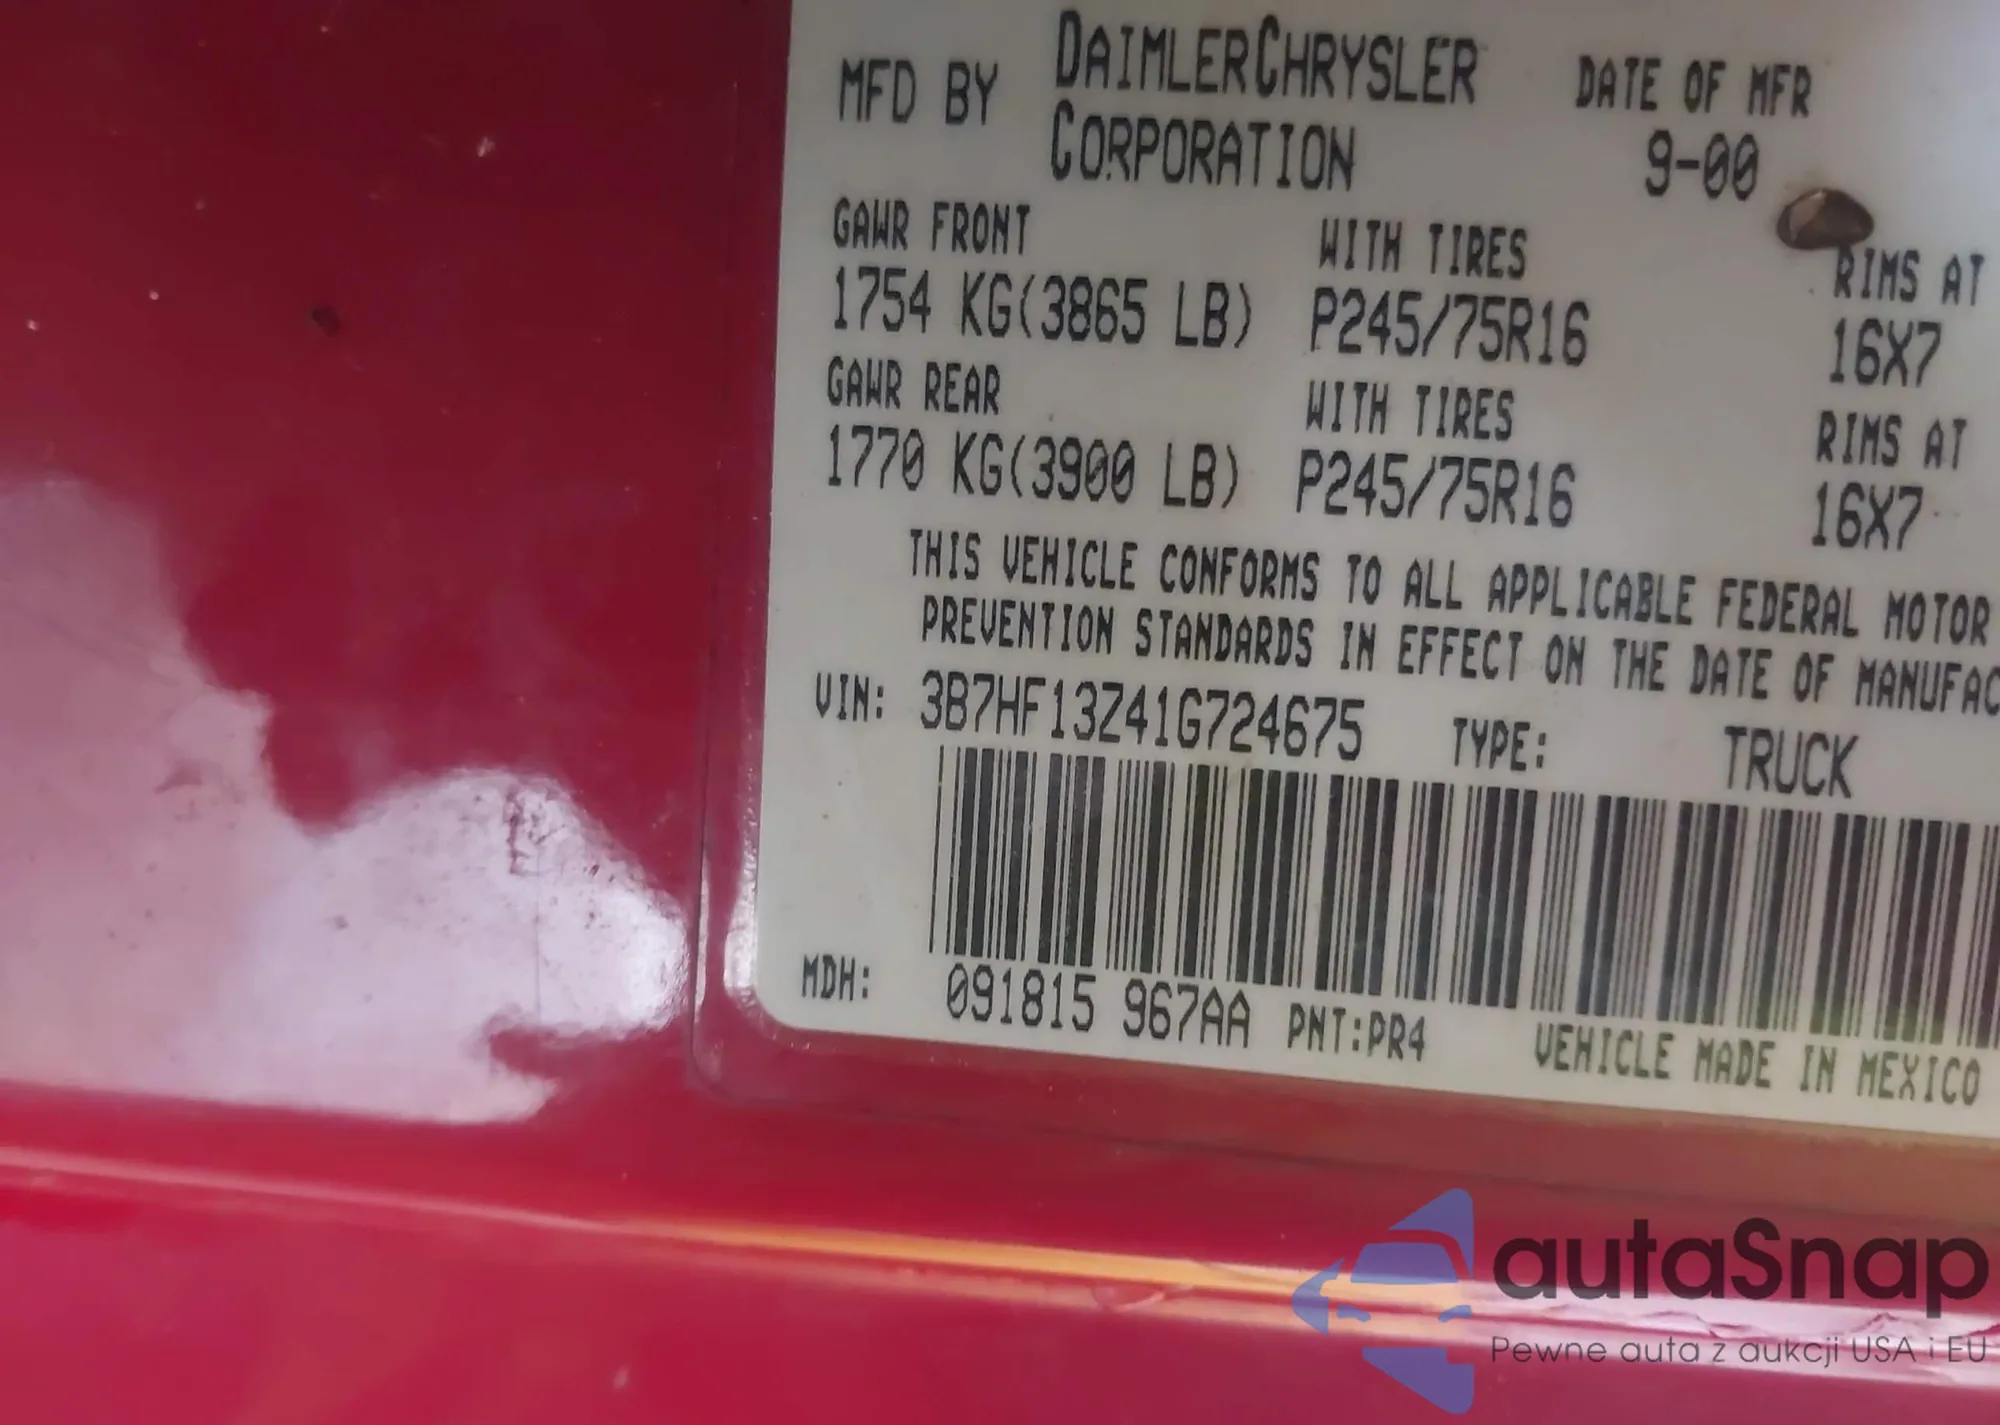 MFD BY DAIMLERCHRYSLER CORPORATION DATE OF MFR 9-00
GAWR FRONT WITH TIRES RIMS AT
1754 KG(3865 LB) P245/75R16 16X7
GAWR REAR WITH TIRES RIMS AT
1770 KG(3900 LB) P245/75R16 16X7
THIS VEHICLE CONFORMS TO ALL APPLICABLE FEDERAL MOTOR
PREVENTION STANDARDS IN EFFECT ON THE DATE OF MANUFAC
VIN: 3B7HF13Z41G724675 TYPE: TRUCK
MDH: 091815 967AA PNT:PR4 VEHICLE MADE IN MEXICO
autaSnap
Pewne auta z aukcji USA i EU